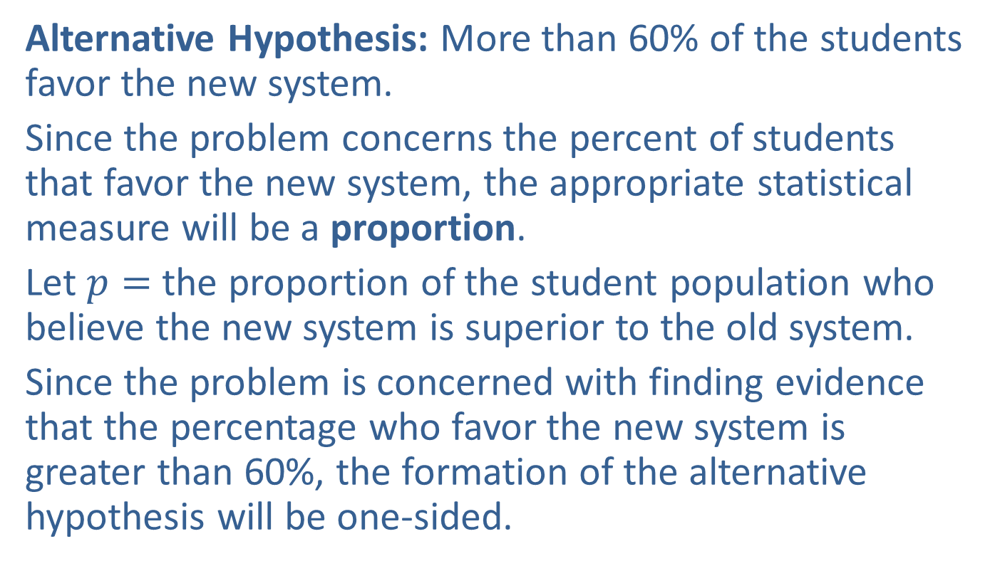 Alternative Hypothesis: More than 60% of the students
favor the new system.
Since the problem concerns the percent of students
that favor the new system, the appropriate statistical
measure will be a proportion.
Let p = the proportion of the student population who
believe the new system is superior to the old system.
Since the problem is concerned with finding evidence
that the percentage who favor the new system is
greater than 60%, the formation of the alternative
hypothesis will be one-sided.